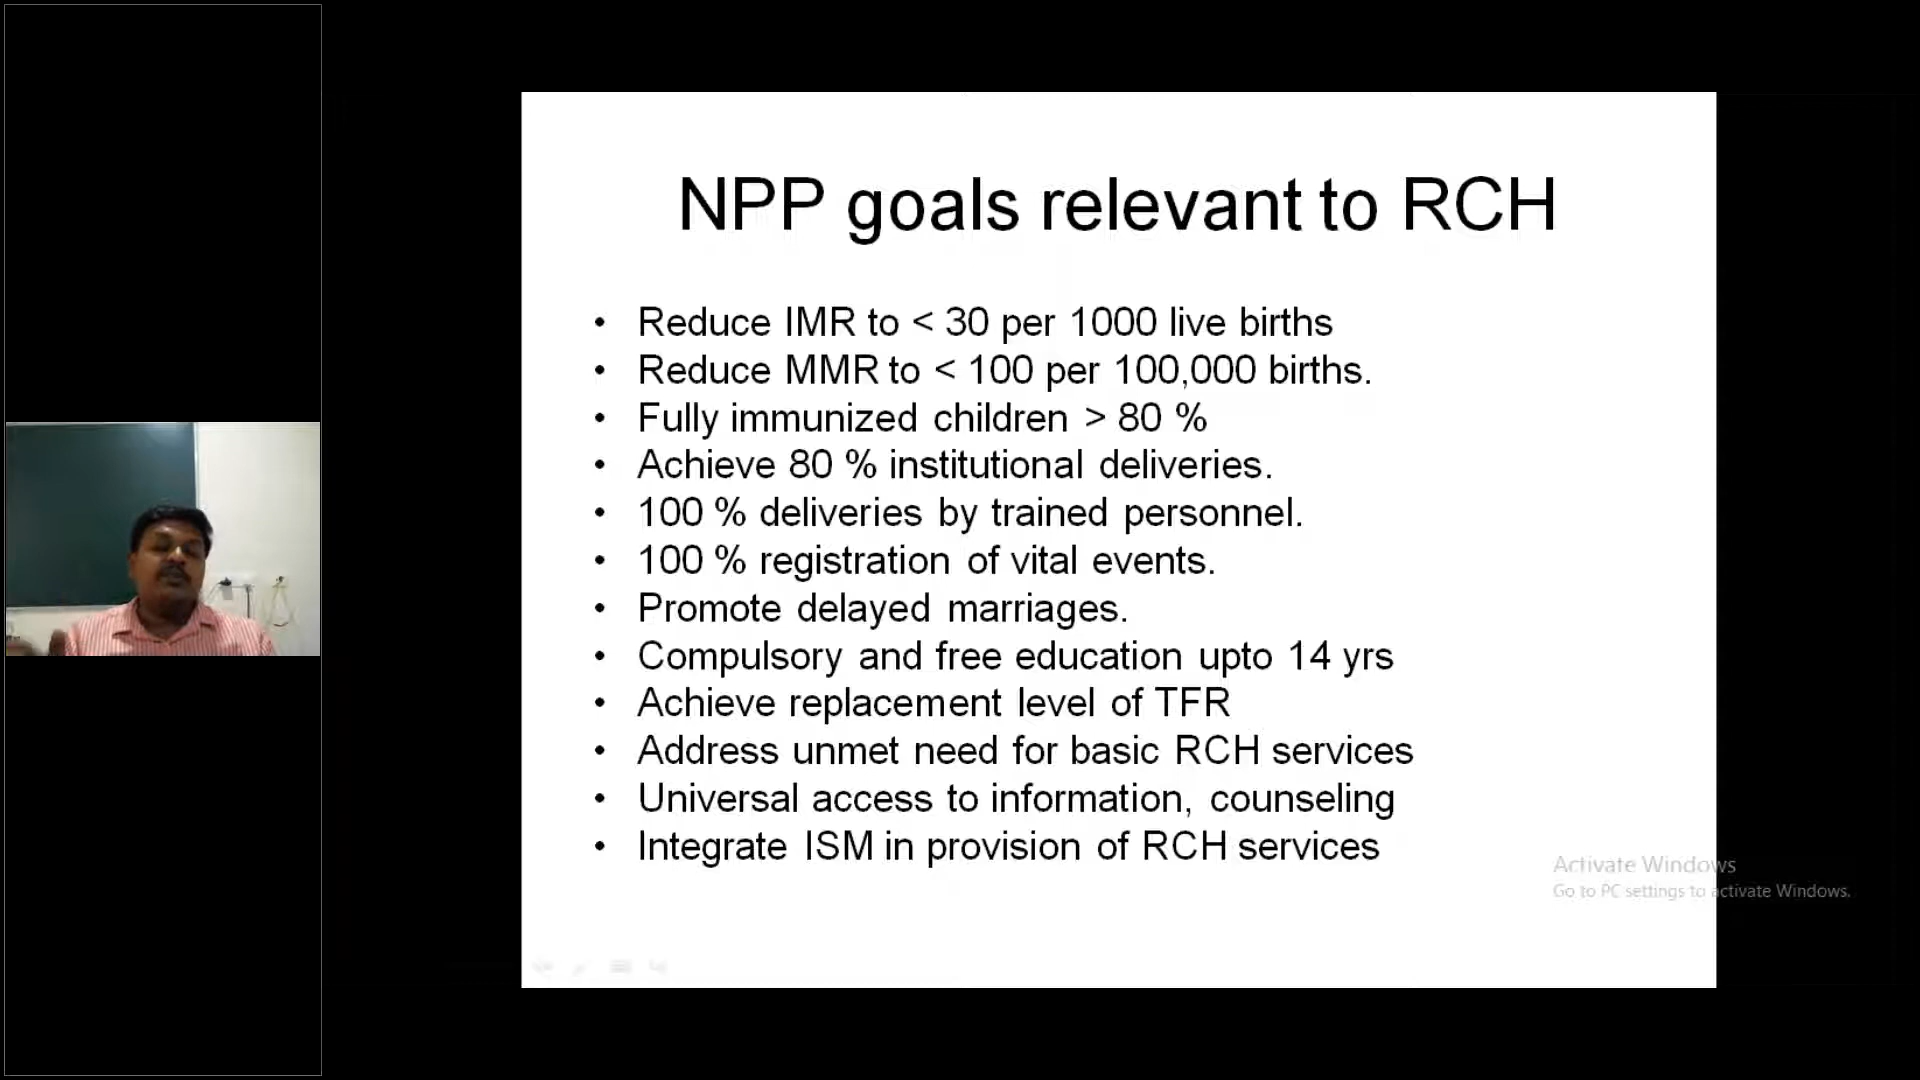 NPP goals relevant to RCH
• Reduce IMR to < 30 per 1000 live births
• Reduce MMR to < 100 per 100,000 births.
• Fully immunized children > 80 %
• Achieve 80 % institutional deliveries.
• 100 % deliveries by trained personnel.
• 100 % registration of vital events.
• Promote delayed marriages.
• Compulsory and free education upto 14 yrs
• Achieve replacement level of TFR
• Address unmet need for basic RCH services
• Universal access to information, counseling
• Integrate ISM in provision of RCH services
Activate Windows
Go to PC settings to activate Windows.